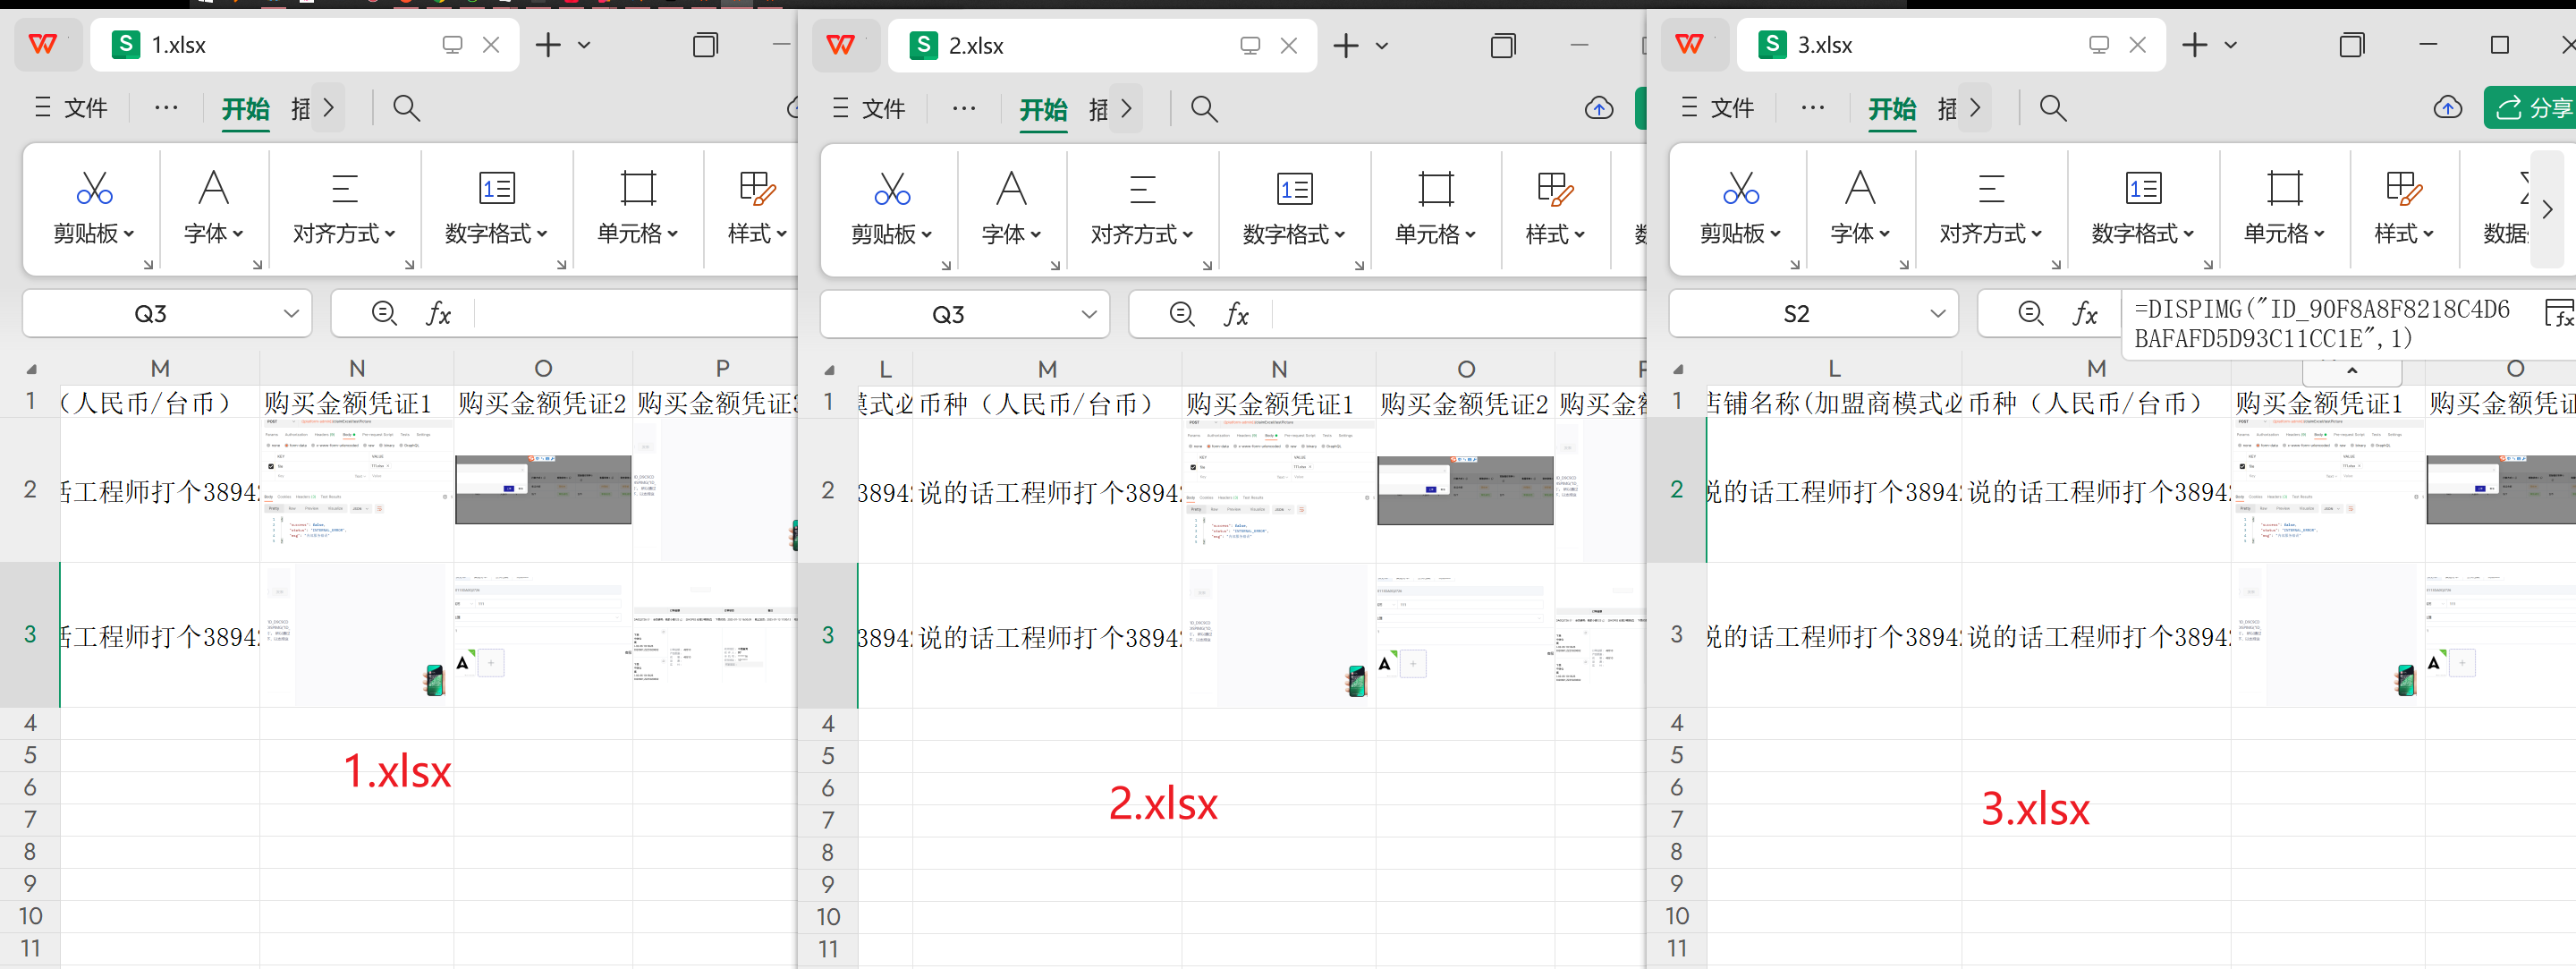 1.xlsx
文件 ··· 开始 插
剪贴板 字体 对齐方式 数字格式 单元格 样式
Q3 fx
M N O P
1 （人民币/台币） 购买金额凭证1 购买金额凭证2 购买金额凭证
2 工程师打个3894
3 工程师打个3894
4
5
6
7
8
9
10
11
1.xlsx
2.xlsx
文件 ··· 开始 插
剪贴板 字体 对齐方式 数字格式 单元格 样式
Q3 fx
L M N O
1 模式必 币种（人民币/台币） 购买金额凭证1 购买金额凭证2 购买金
2 3894 说的话工程师打个3894
3 3894 说的话工程师打个3894
4
5
6
7
8
9
10
11
2.xlsx
3.xlsx
文件 ··· 开始 插 分享
剪贴板 字体 对齐方式 数字格式 单元格 样式 数据
S2 fx =DISPIMG("ID_90F8A8F8218C4D6
BAFAFD5D93C11CC1E",1)
L M O
1 店铺名称(加盟商模式必 币种（人民币/台币） 购买金额凭证1 购买金额凭证
2 说的话工程师打个3894 说的话工程师打个3894
3 说的话工程师打个3894 说的话工程师打个3894
4
5
6
7
8
9
10
11
3.xlsx